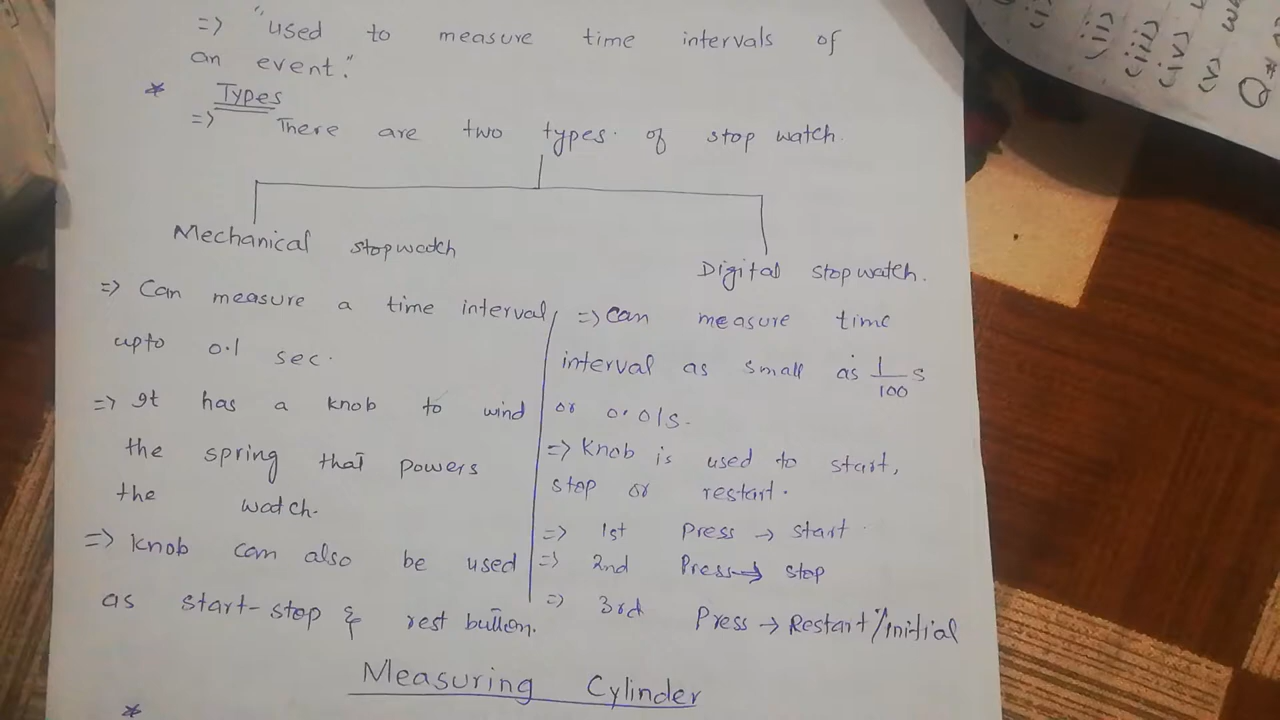 => "used to measure time intervals of
an event."
* Types
=> There are two types of stop watch.
Mechanical stopwatch
=> Can measure a time interval
upto 0.1 sec.
=> It has a knob to wind
the spring that powers
the watch.
=> Knob can also be used
as start-stop & rest button.
Digital stopwatch.
=> Can measure time
interval as small as 1/100 s
or 0.01s.
=> Knob is used to start,
stop or restart.
=> 1st Press → start
=> 2nd Press → stop
=> 3rd Press → Restart/Initial
Measuring Cylinder
*
(i)
(ii)
(iii)
(iv)
(v)